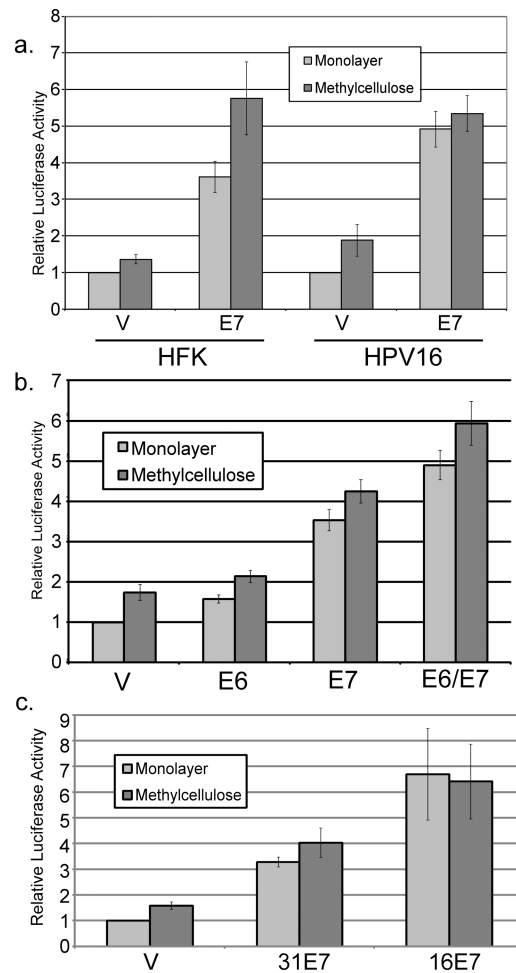 a.
Relative Luciferase Activity
8
7
6
5
4
3
2
1
0
Monolayer
Methylcellulose
V E7 V E7
HFK HPV16
b.
Relative Luciferase Activity
7
6
5
4
3
2
1
0
Monolayer
Methylcellulose
V E6 E7 E6/E7
c.
Relative Luciferase Activity
9
8
7
6
5
4
3
2
1
0
Monolayer
Methylcellulose
V 31E7 16E7